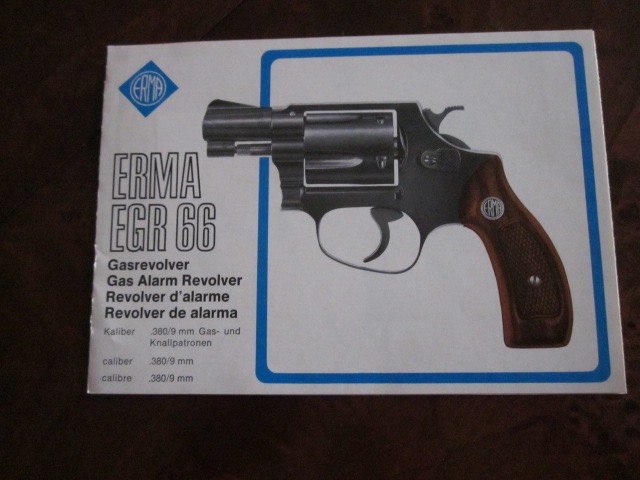 ERMA
ERMA
EGR 66
Gasrevolver
Gas Alarm Revolver
Revolver d'alarme
Revolver de alarma
Kaliber .380/9 mm Gas- und
Knallpatronen
caliber .380/9 mm
calibre .380/9 mm
ERMA